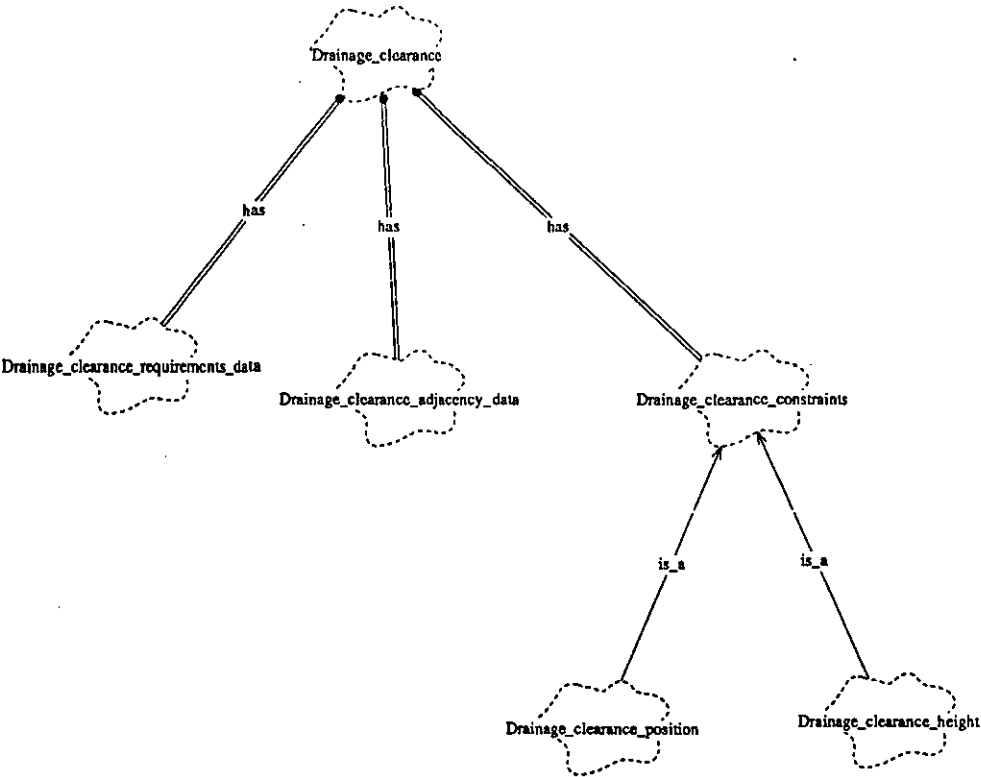 Drainage_clearance
has
has
has
Drainage_clearance_requirements_data
Drainage_clearance_adjacency_data
Drainage_clearance_constraints
is_a
is_a
Drainage_clearance_position
Drainage_clearance_height